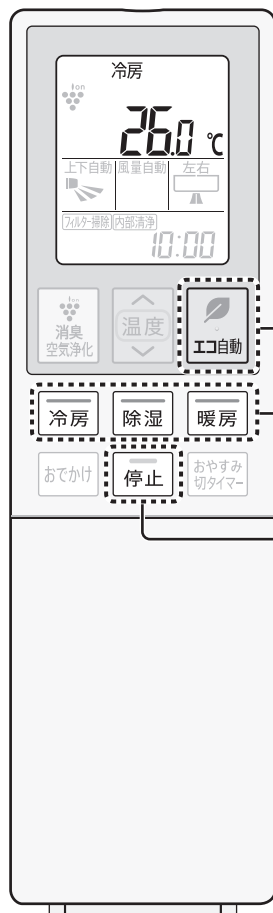 冷房
Ion
26.0 ℃
上下自動 風量自動 左右
フィルター掃除 内部清浄
10:00
Ion
消臭
空気浄化
温度
エコ自動
冷房 除湿 暖房
おでかけ 停止 おやすみ
切タイマー